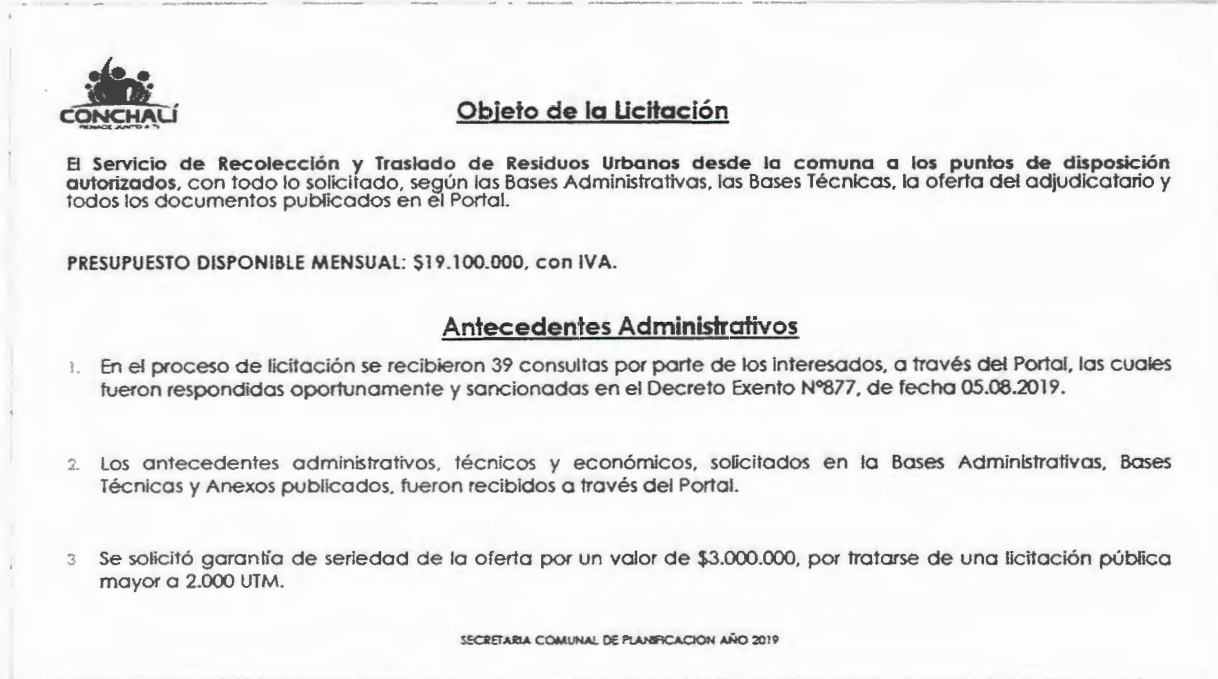 CONCHALÍ
RENACE JUNTO A TI
Objeto de la Licitación
El Servicio de Recolección y Traslado de Residuos Urbanos desde la comuna a los puntos de disposición
autorizados, con todo lo solicitado, según las Bases Administrativas, las Bases Técnicas, la oferta del adjudicatario y
todos los documentos publicados en el Portal.
PRESUPUESTO DISPONIBLE MENSUAL: $19.100.000, con IVA.
Antecedentes Administrativos
1. En el proceso de licitación se recibieron 39 consultas por parte de los interesados, a través del Portal, las cuales
fueron respondidas oportunamente y sancionadas en el Decreto Exento N°877, de fecha 05.08.2019.
2. Los antecedentes administrativos, técnicos y económicos, solicitados en la Bases Administrativas, Bases
Técnicas y Anexos publicados, fueron recibidos a través del Portal.
3 Se solicitó garantía de seriedad de la oferta por un valor de $3.000.000, por tratarse de una licitación pública
mayor a 2.000 UTM.
SECRETARIA COMUNAL DE PLANIFICACION AÑO 2019